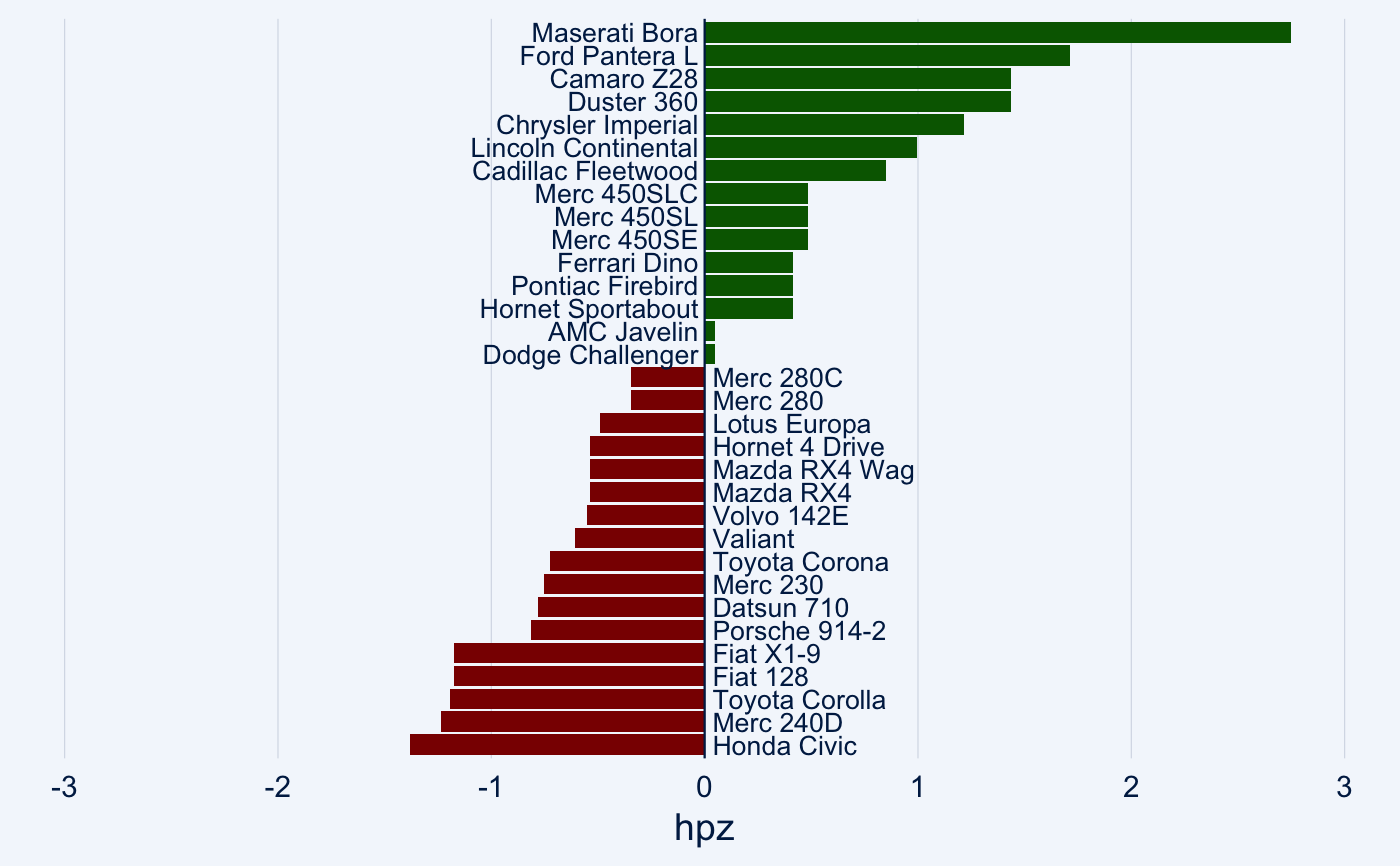 Maserati Bora
Ford Pantera L
Camaro Z28
Duster 360
Chrysler Imperial
Lincoln Continental
Cadillac Fleetwood
Merc 450SLC
Merc 450SL
Merc 450SE
Ferrari Dino
Pontiac Firebird
Hornet Sportabout
AMC Javelin
Dodge Challenger
Merc 280C
Merc 280
Lotus Europa
Hornet 4 Drive
Mazda RX4 Wag
Mazda RX4
Volvo 142E
Valiant
Toyota Corona
Merc 230
Datsun 710
Porsche 914-2
Fiat X1-9
Fiat 128
Toyota Corolla
Merc 240D
Honda Civic
-3 -2 -1 0 1 2 3
hpz